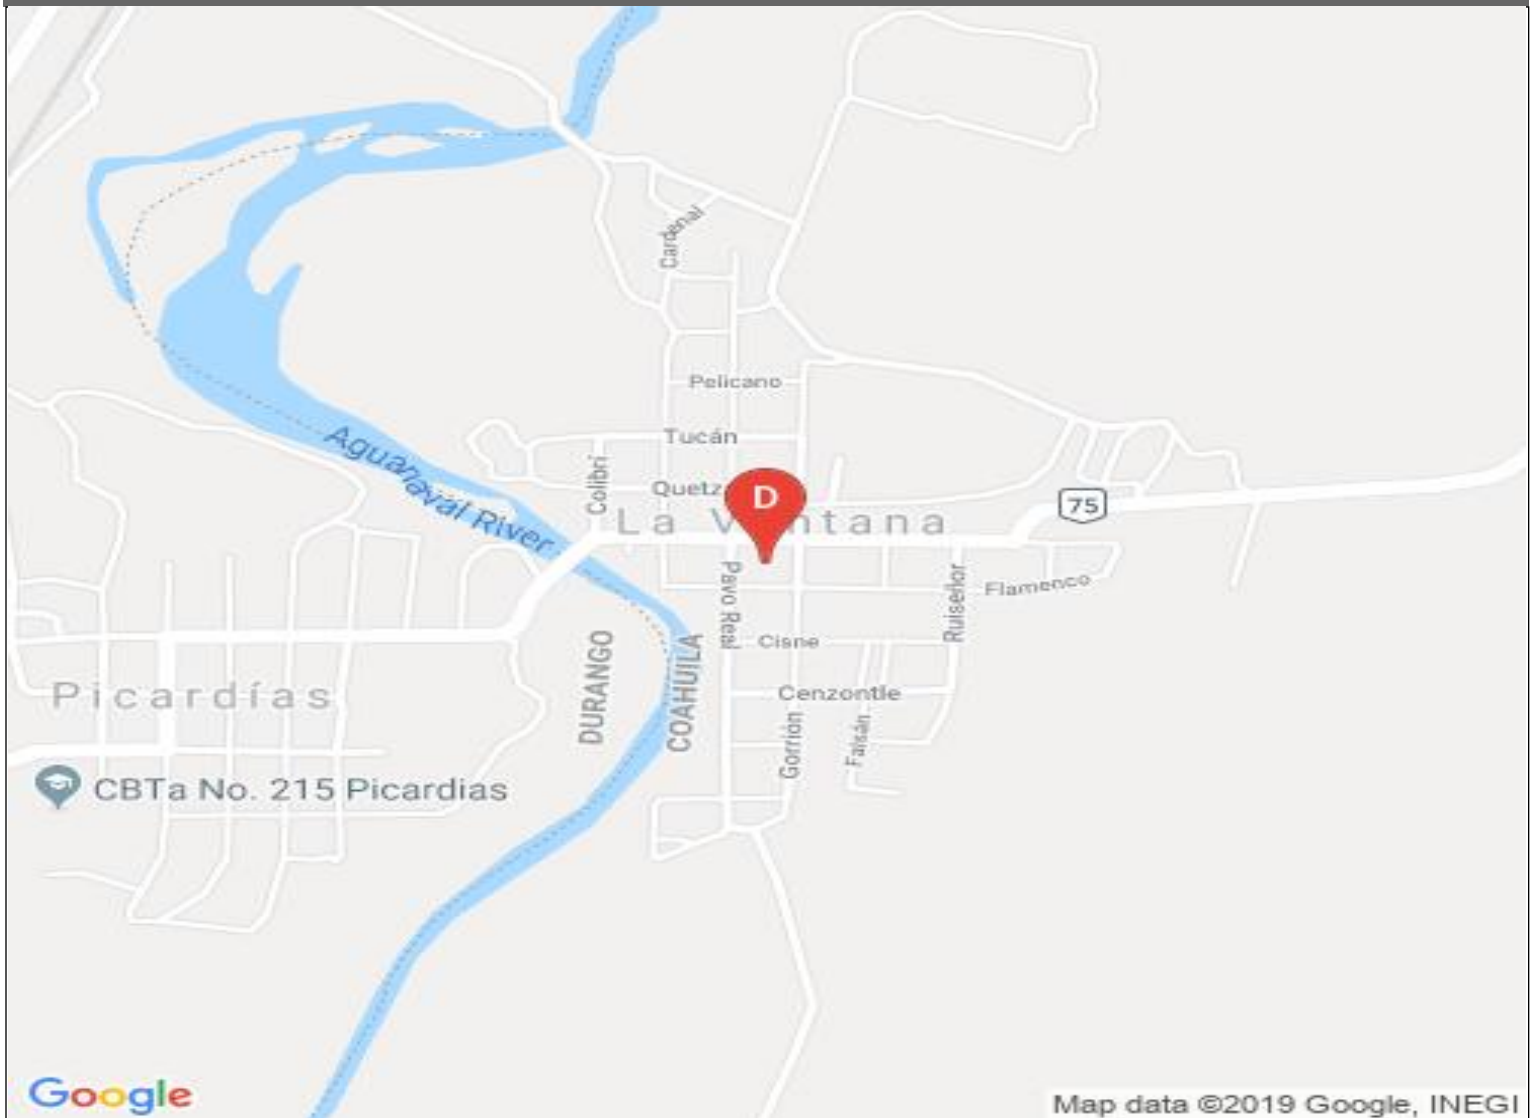 Cardenal
Pelicano
Tucán
Aguanaval River
Colibrí
Quetz
D
La V ntana
75
Pavo Real
Ruiseñor
Flamenco
Cisne
DURANGO
COAHUILA
Picardías
Cenzontle
Gorrión
Faisán
CBTa No. 215 Picardias
Google
Map data ©2019 Google, INEGI